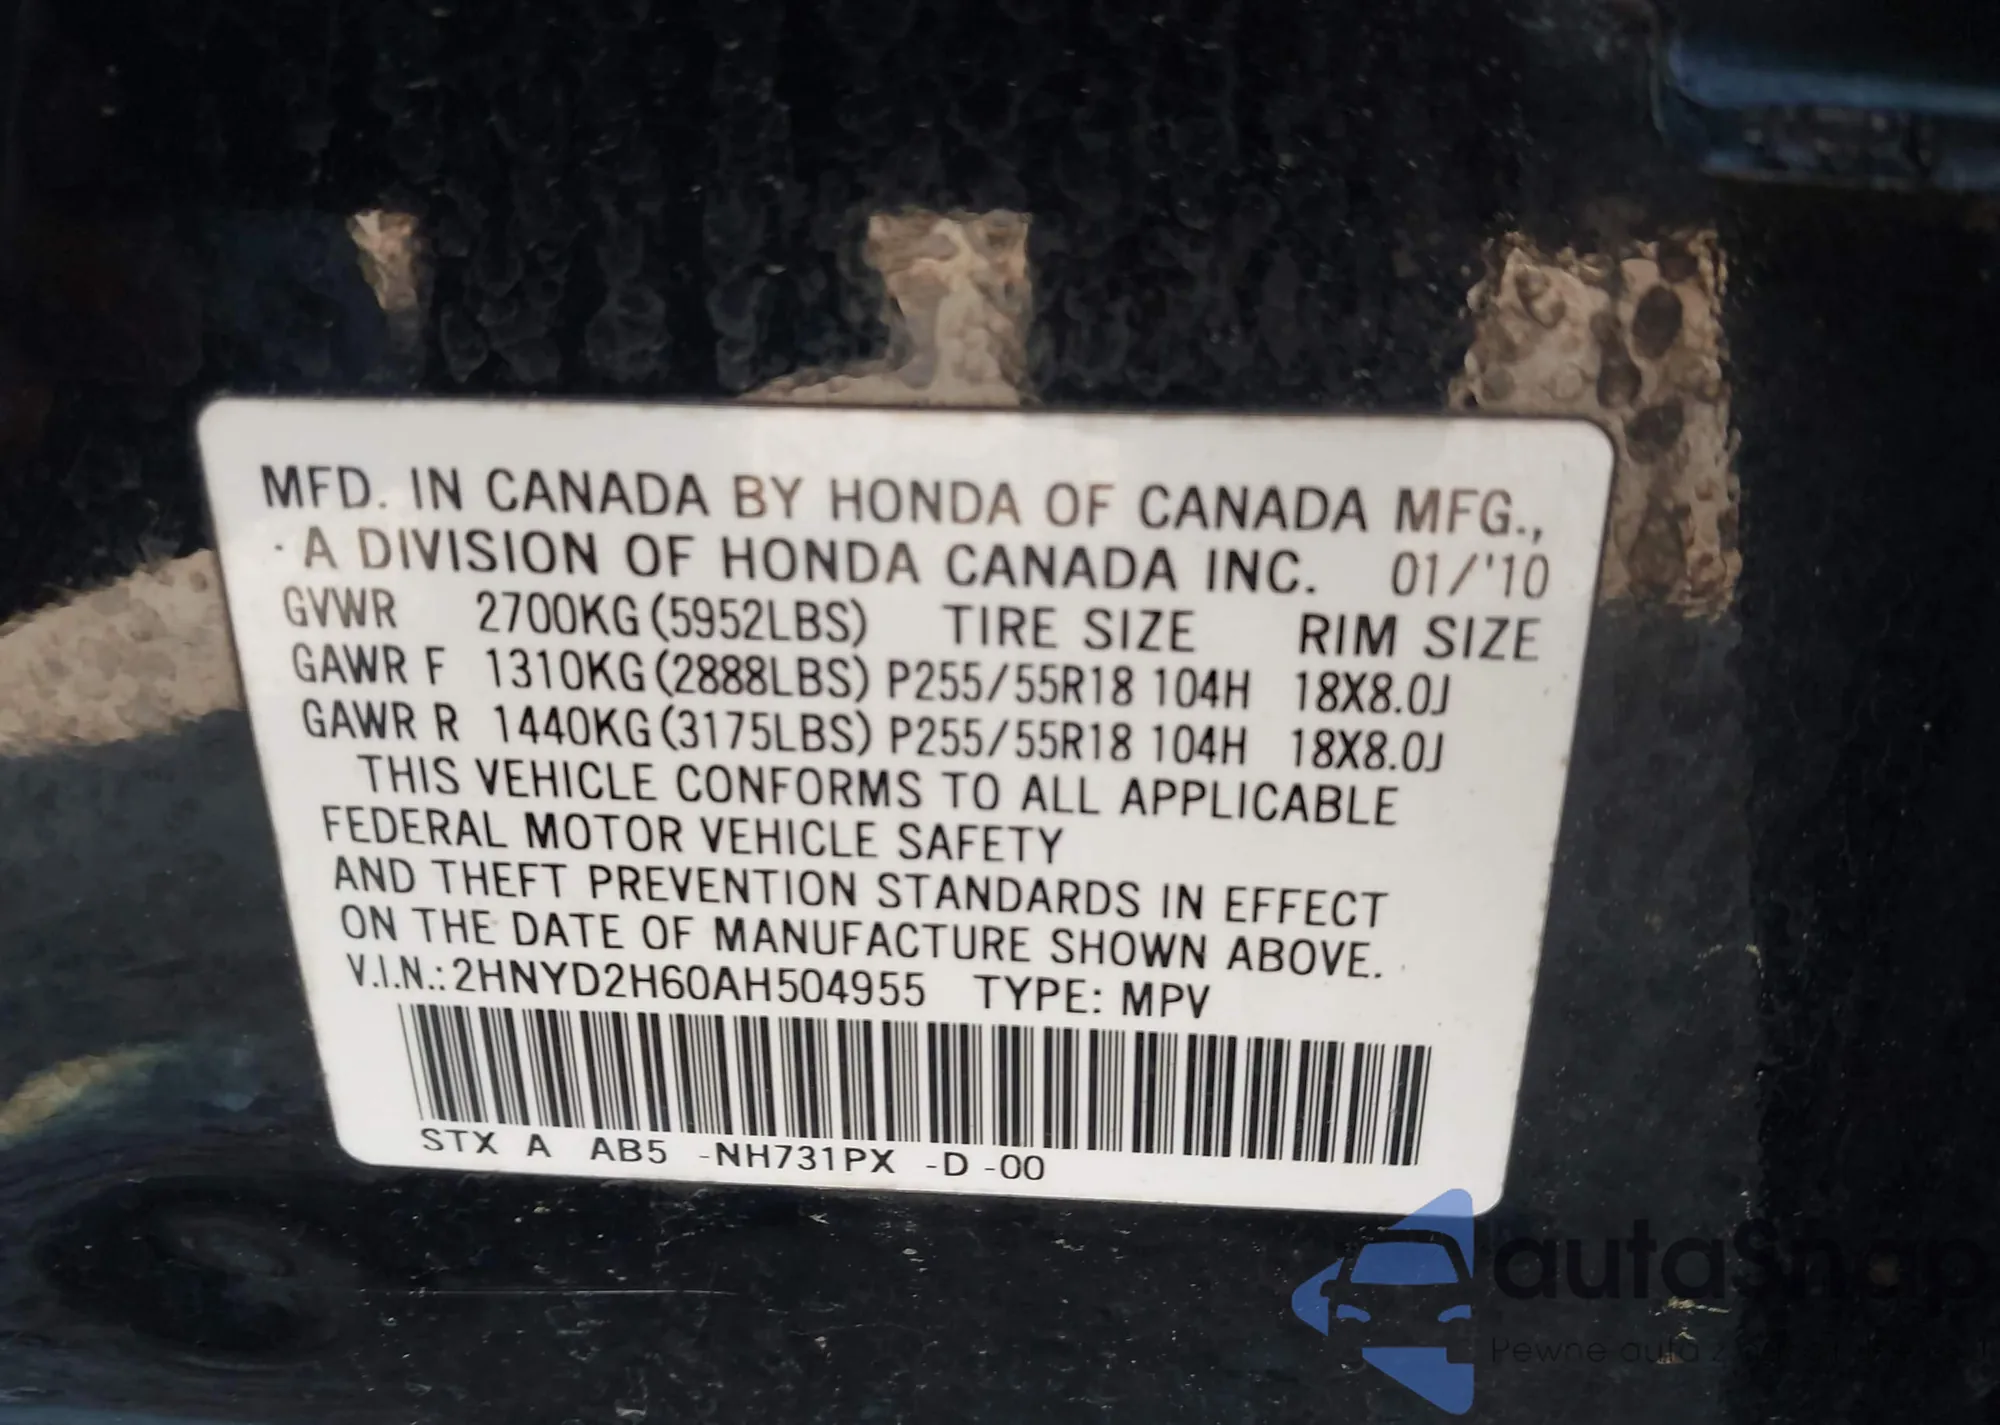 MFD. IN CANADA BY HONDA OF CANADA MFG.,
A DIVISION OF HONDA CANADA INC. 01/'10
GVWR 2700KG (5952LBS) TIRE SIZE RIM SIZE
GAWR F 1310KG (2888LBS) P255/55R18 104H 18X8.0J
GAWR R 1440KG (3175LBS) P255/55R18 104H 18X8.0J
THIS VEHICLE CONFORMS TO ALL APPLICABLE
FEDERAL MOTOR VEHICLE SAFETY
AND THEFT PREVENTION STANDARDS IN EFFECT
ON THE DATE OF MANUFACTURE SHOWN ABOVE.
V.I.N.: 2HNYD2H60AH504955 TYPE: MPV
STX A AB5 -NH731PX -D -00
autaSnap
Pewne auta z